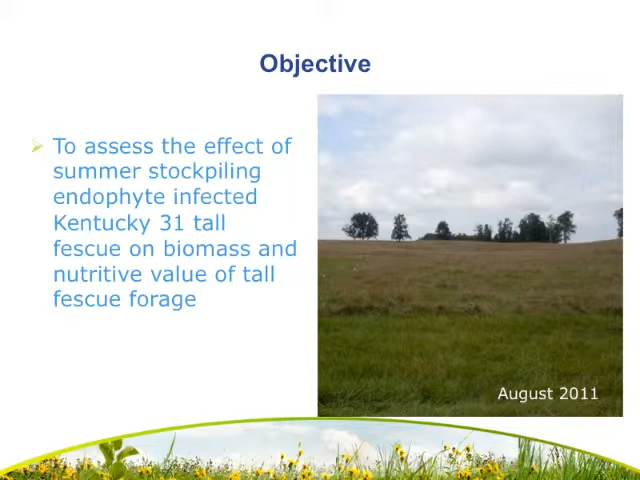 Objective
To assess the effect of
summer stockpiling
endophyte infected
Kentucky 31 tall
fescue on biomass and
nutritive value of tall
fescue forage
August 2011